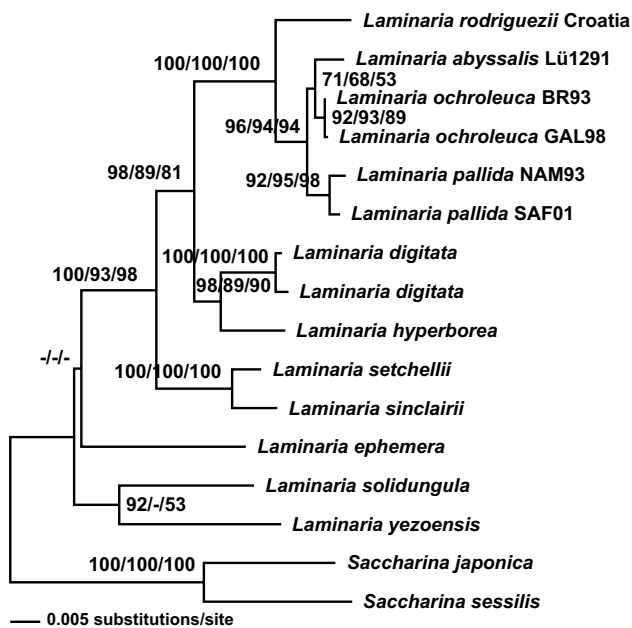 Laminaria rodriguezii Croatia
100/100/100
Laminaria abyssalis Lü1291
71/68/53
Laminaria ochroleuca BR93
92/93/89
96/94/94
Laminaria ochroleuca GAL98
98/89/81
92/95/98
Laminaria pallida NAM93
Laminaria pallida SAF01
100/100/100
Laminaria digitata
100/93/98
98/89/90
Laminaria digitata
Laminaria hyperborea
-/-/-
100/100/100
Laminaria setchellii
Laminaria sinclairii
Laminaria ephemera
Laminaria solidungula
92/-/53
Laminaria yezoensis
100/100/100
Saccharina japonica
Saccharina sessilis
0.005 substitutions/site